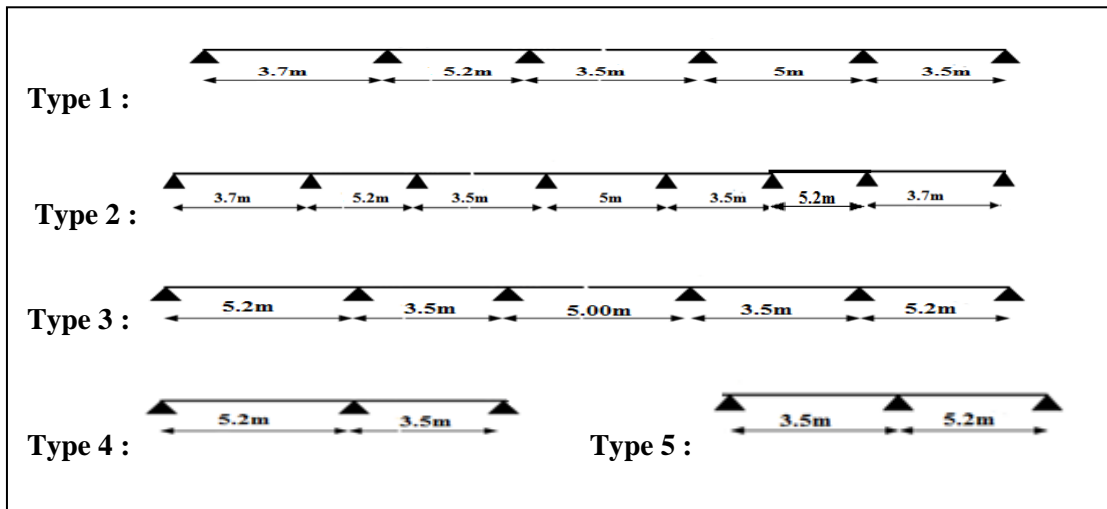 3.7m 5.2m 3.5m 5m 3.5m
Type 1 :
3.7m 5.2m 3.5m 5m 3.5m 5.2m 3.7m
Type 2 :
5.2m 3.5m 5.00m 3.5m 5.2m
Type 3 :
5.2m 3.5m 3.5m 5.2m
Type 4 : Type 5 :